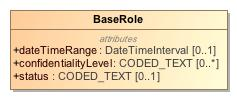 BaseRole
attributes
+dateTimeRange : DateTimeInterval [0..1]
+confidentialityLevel: CODED_TEXT [0..*]
+status : CODED_TEXT [0..1]